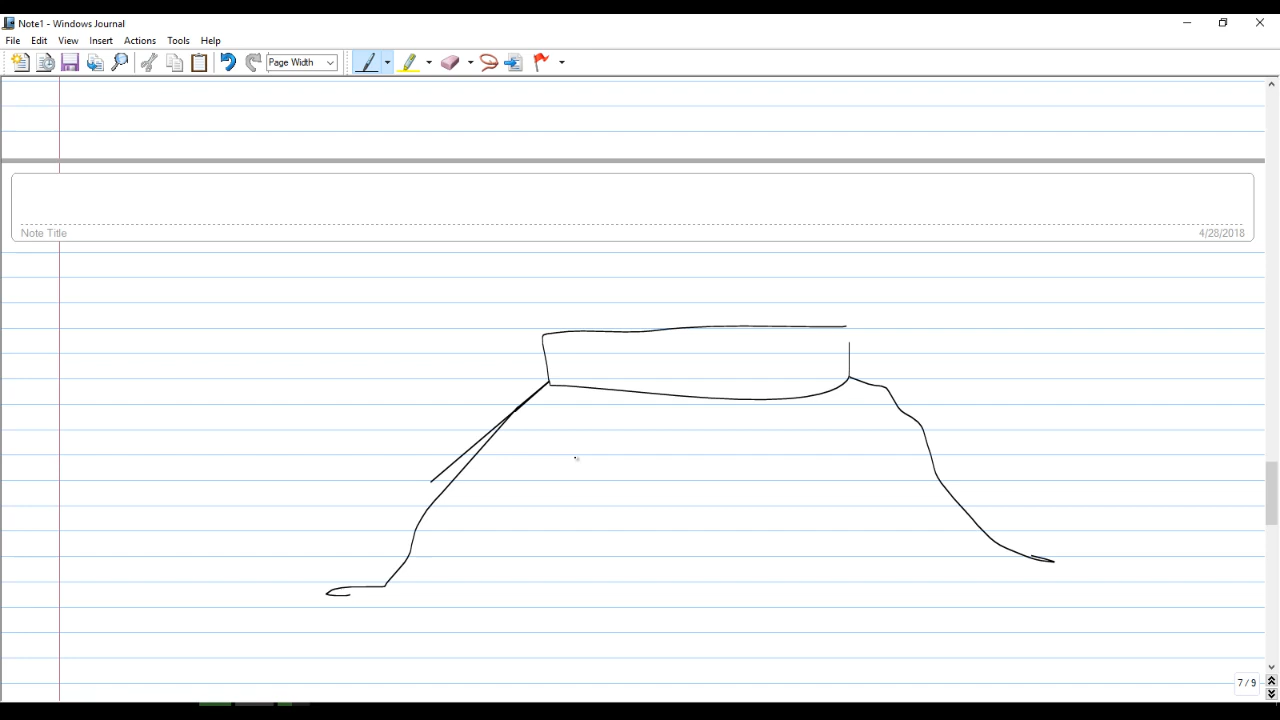 Note1 - Windows Journal
File Edit View Insert Actions Tools Help
Page Width
Note Title
4/28/2018
7 / 9